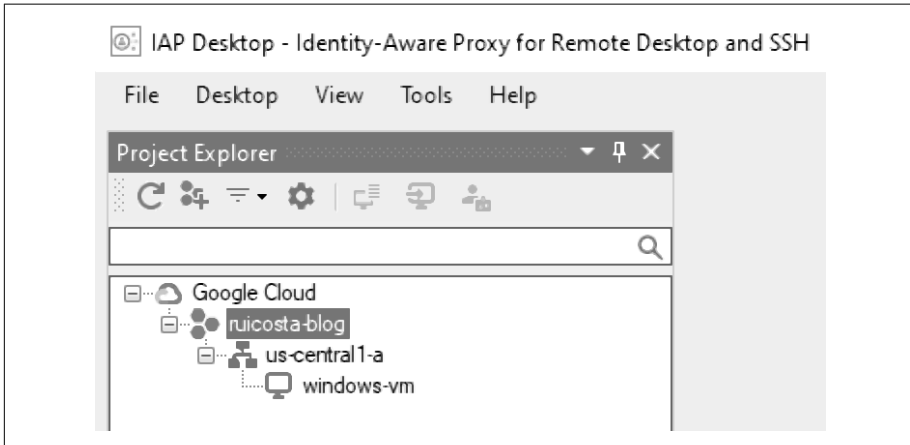 IAP Desktop - Identity-Aware Proxy for Remote Desktop and SSH
File Desktop View Tools Help
Project Explorer
Google Cloud
ruicosta-blog
us-central1-a
windows-vm